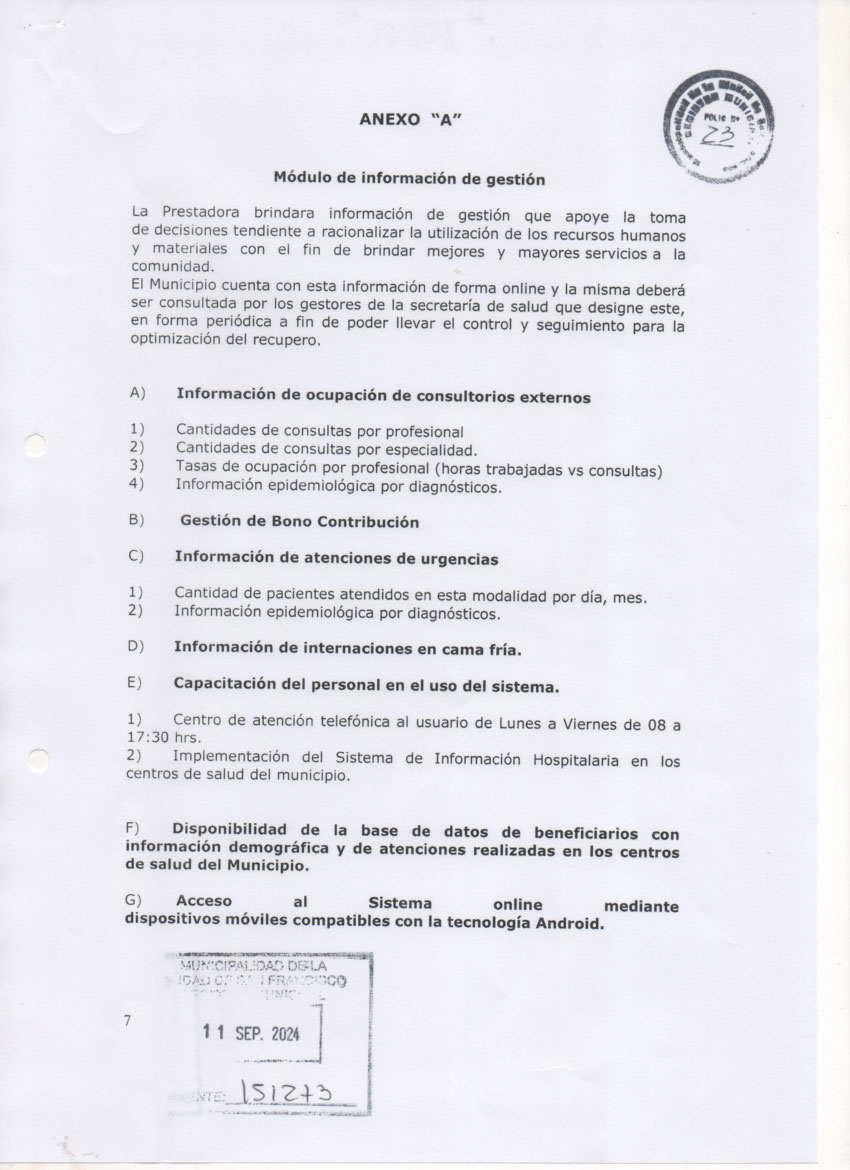 ANEXO “A”
FOLIO Nº
23
Módulo de información de gestión
La Prestadora brindara información de gestión que apoye la toma
de decisiones tendiente a racionalizar la utilización de los recursos humanos
y materiales con el fin de brindar mejores y mayores servicios a la
comunidad.
El Municipio cuenta con esta información de forma online y la misma deberá
ser consultada por los gestores de la secretaría de salud que designe este,
en forma periódica a fin de poder llevar el control y seguimiento para la
optimización del recupero.
A) Información de ocupación de consultorios externos
1) Cantidades de consultas por profesional
2) Cantidades de consultas por especialidad.
3) Tasas de ocupación por profesional (horas trabajadas vs consultas)
4) Información epidemiológica por diagnósticos.
B) Gestión de Bono Contribución
C) Información de atenciones de urgencias
1) Cantidad de pacientes atendidos en esta modalidad por día, mes.
2) Información epidemiológica por diagnósticos.
D) Información de internaciones en cama fría.
E) Capacitación del personal en el uso del sistema.
1) Centro de atención telefónica al usuario de Lunes a Viernes de 08 a
17:30 hrs.
2) Implementación del Sistema de Información Hospitalaria en los
centros de salud del municipio.
F) Disponibilidad de la base de datos de beneficiarios con
información demográfica y de atenciones realizadas en los centros
de salud del Municipio.
G) Acceso al Sistema online mediante
dispositivos móviles compatibles con la tecnología Android.
MUNICIPALIDAD DE LA
FRANCISCO
7
11 SEP. 2024
151273